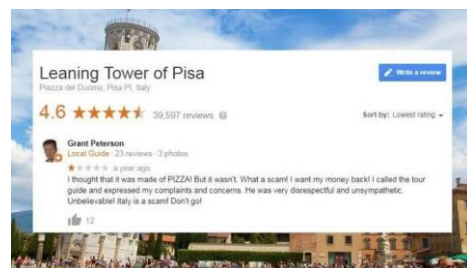 Leaning Tower of Pisa
Write a review
Piazza del Duomo, Pisa PI, Italy
4.6 39,597 reviews
Sort by: Lowest rating
Grant Peterson
Local Guide · 23 reviews · 3 photos
a year ago
I thought that it was made of PIZZA! But it wasn't. What a scam! I want my money back! I called the tour
guide and expressed my complaints and concerns. He was very disrespectful and unsympathetic.
Unbelievable! Italy is a scam! Don't go!
12